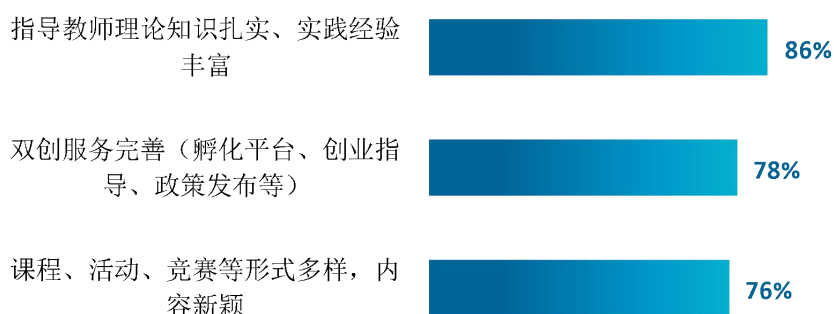 指导教师理论知识扎实、实践经验
丰富
86%
双创服务完善（孵化平台、创业指
导、政策发布等）
78%
课程、活动、竞赛等形式多样，内
容新颖
76%